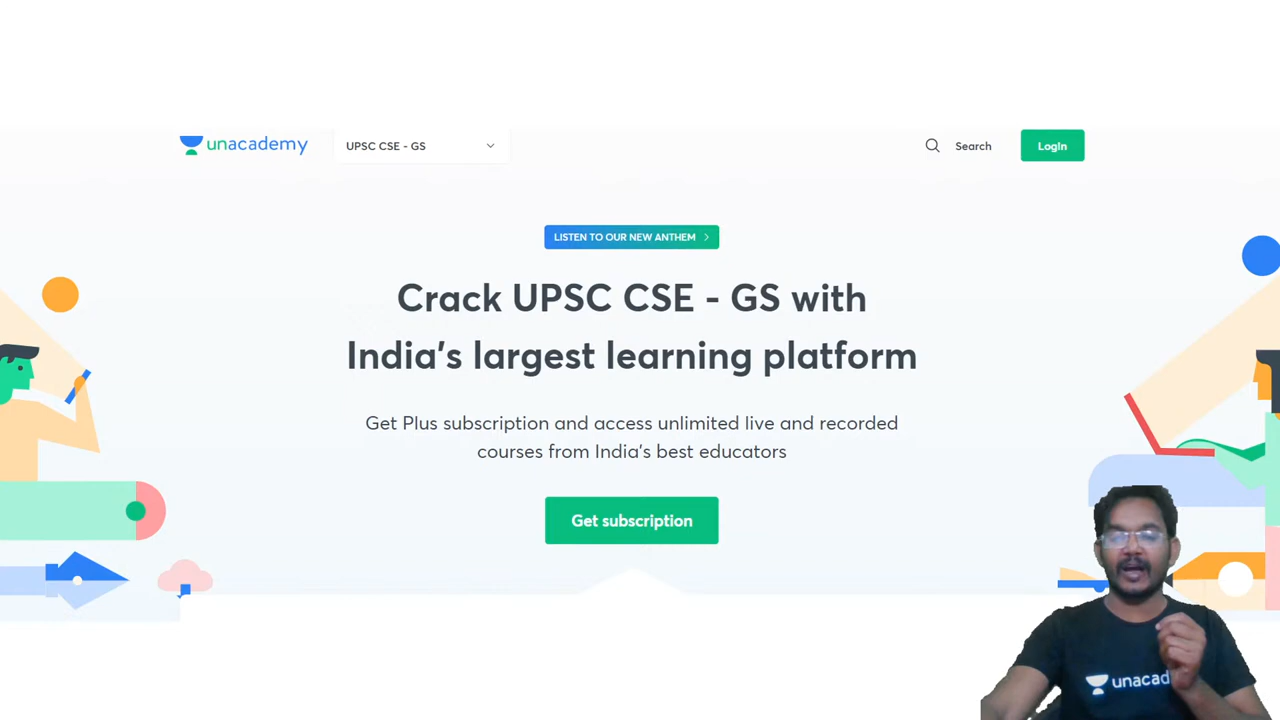 unacademy
UPSC CSE - GS
Search
Login
LISTEN TO OUR NEW ANTHEM
Crack UPSC CSE - GS with
India's largest learning platform
Get Plus subscription and access unlimited live and recorded
courses from India's best educators
Get subscription
unacad